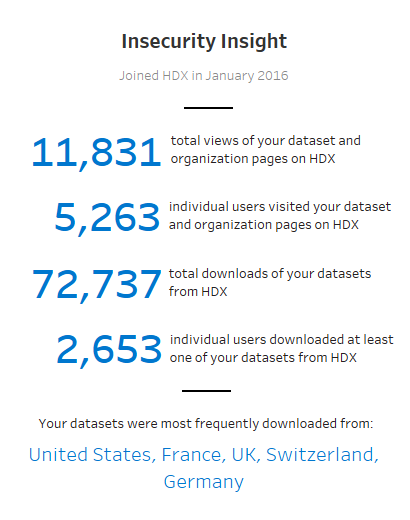 Insecurity Insight
Joined HDX in January 2016
11,831
total views of your dataset and
organization pages on HDX
5,263
individual users visited your dataset
and organization pages on HDX
72,737
total downloads of your datasets
from HDX
2,653
individual users downloaded at least
one of your datasets from HDX
Your datasets were most frequently downloaded from:
United States, France, UK, Switzerland,
Germany